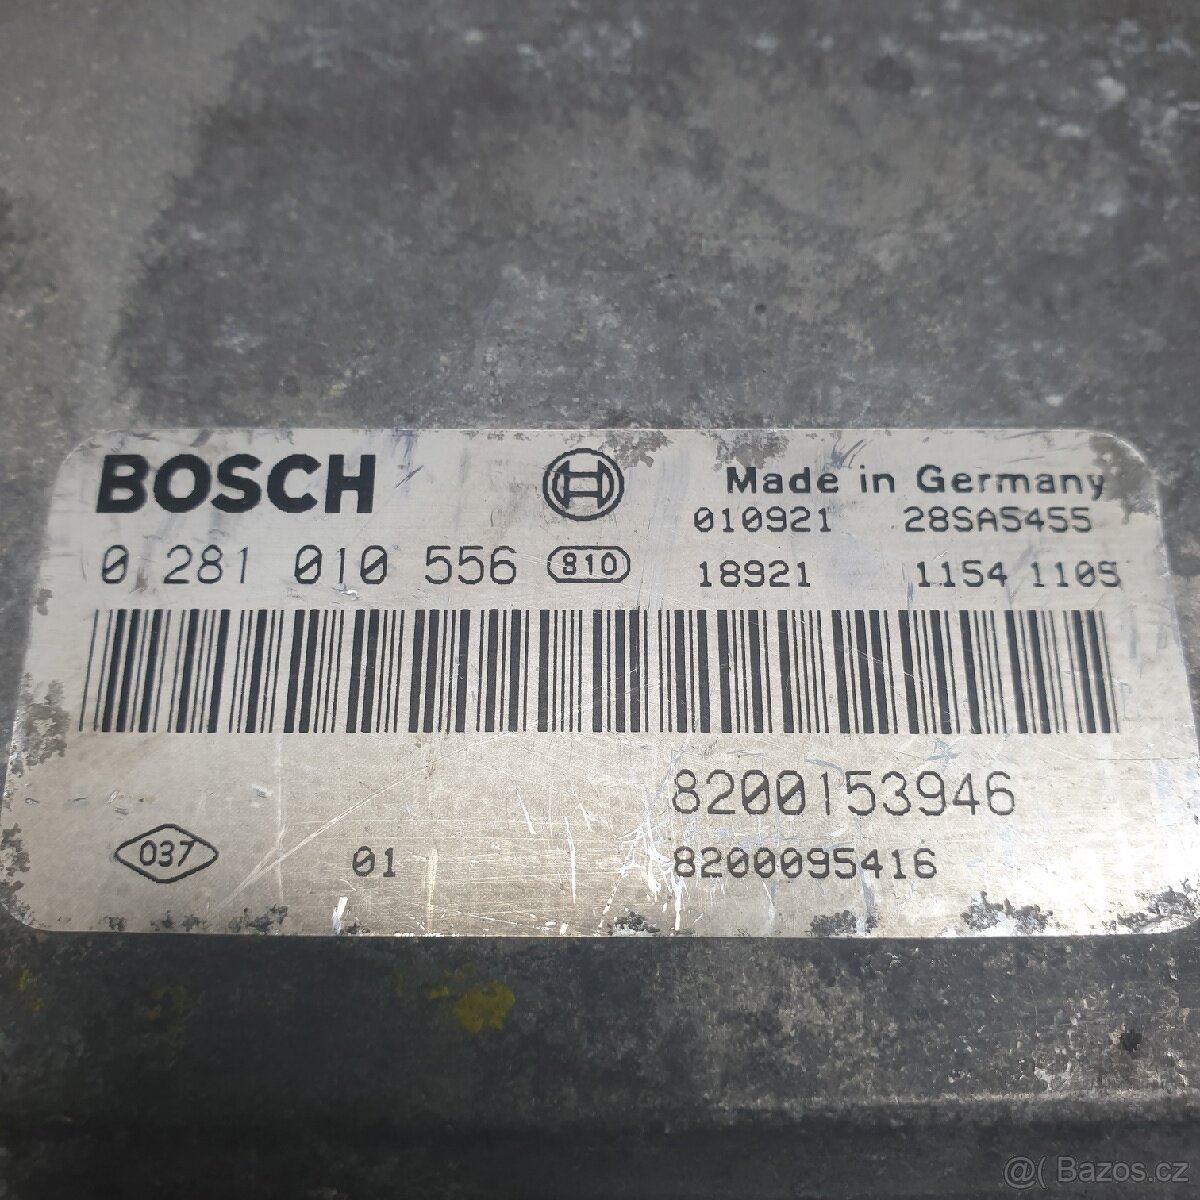 BOSCH
Made in Germany
010921 28SA5455
0 281 010 556 810
18921 1154 1105
8200153946
037 01 8200095416
@( Bazos.cz